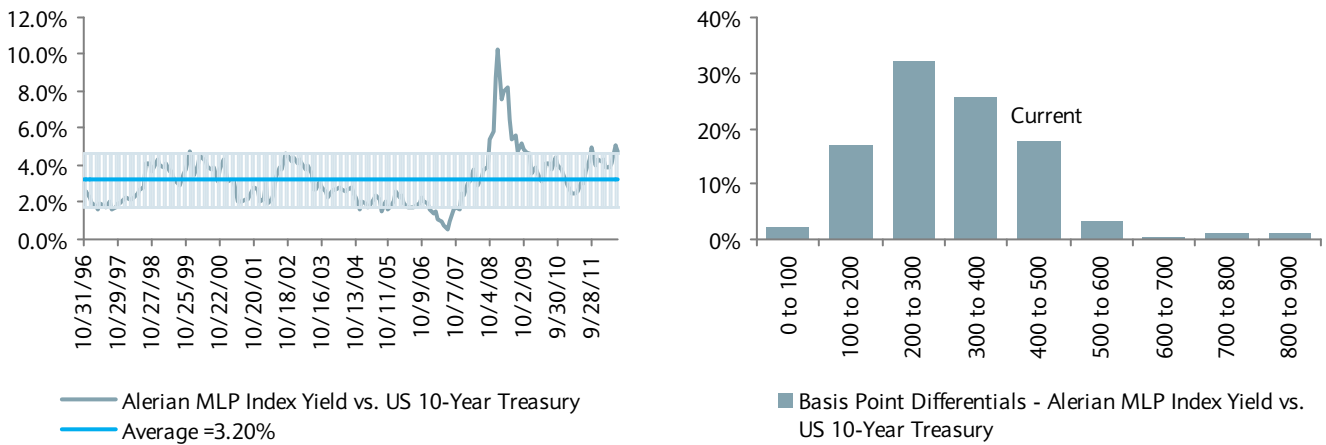 12.0%
10.0%
8.0%
6.0%
4.0%
2.0%
0.0%
10/31/96
10/29/97
10/27/98
10/25/99
10/22/00
10/20/01
10/18/02
10/16/03
10/13/04
10/11/05
10/9/06
10/7/07
10/4/08
10/2/09
9/30/10
9/28/11
Alerian MLP Index Yield vs. US 10-Year Treasury
Average =3.20%
40%
30%
20%
10%
0%
Current
0 to 100
100 to 200
200 to 300
300 to 400
400 to 500
500 to 600
600 to 700
700 to 800
800 to 900
Basis Point Differentials - Alerian MLP Index Yield vs.
US 10-Year Treasury